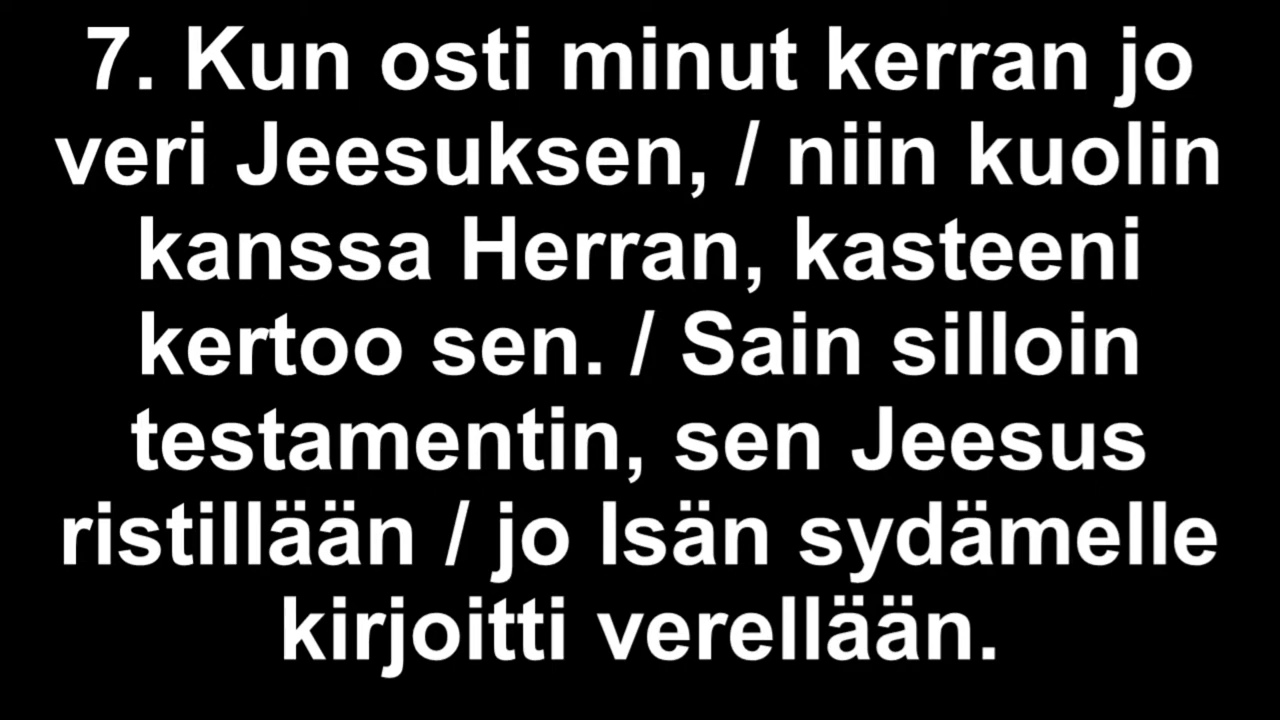 7. Kun osti minut kerran jo
veri Jeesuksen, / niin kuolin
kanssa Herran, kasteeni
kertoo sen. / Sain silloin
testamentin, sen Jeesus
ristillään / jo Isän sydämelle
kirjoitti verellään.